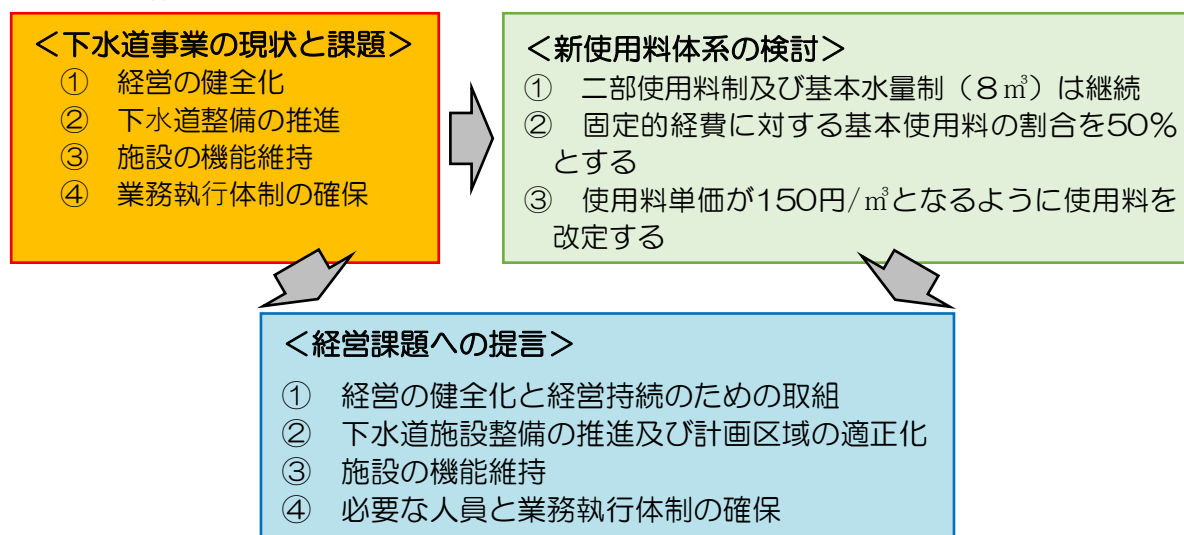 ＜下水道事業の現状と課題＞
① 経営の健全化
② 下水道整備の推進
③ 施設の機能維持
④ 業務執行体制の確保
＜新使用料体系の検討＞
① 二部使用料制及び基本水量制（８㎥）は継続
② 固定的経費に対する基本使用料の割合を50％
とする
③ 使用料単価が150円/㎥となるように使用料を
改定する
＜経営課題への提言＞
① 経営の健全化と経営持続のための取組
② 下水道施設整備の推進及び計画区域の適正化
③ 施設の機能維持
④ 必要な人員と業務執行体制の確保